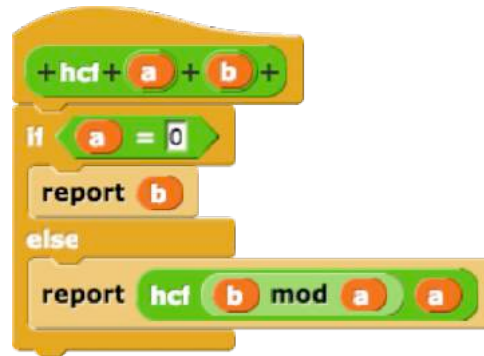 +hcf+ a + b +
if a = 0
report b
else
report hcf b mod a a